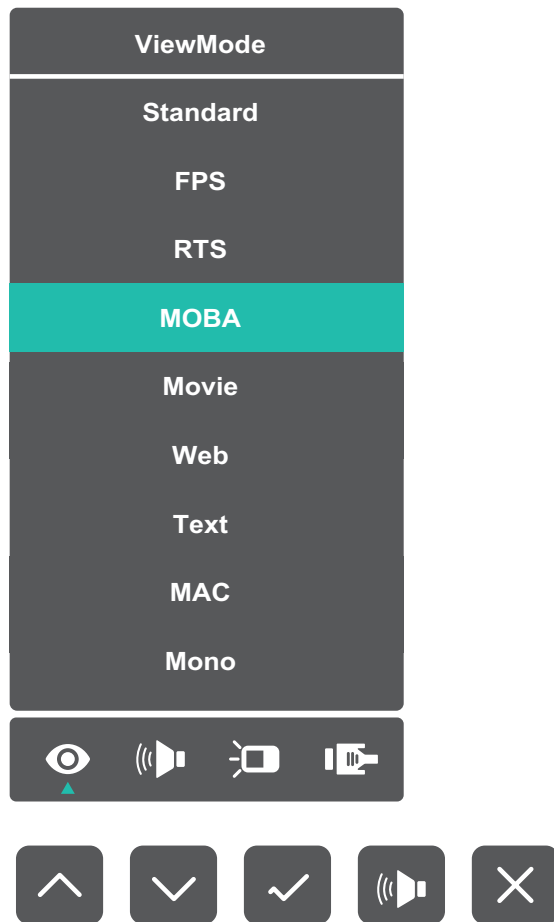 ViewMode
Standard
FPS
RTS
MOBA
Movie
Web
Text
MAC
Mono